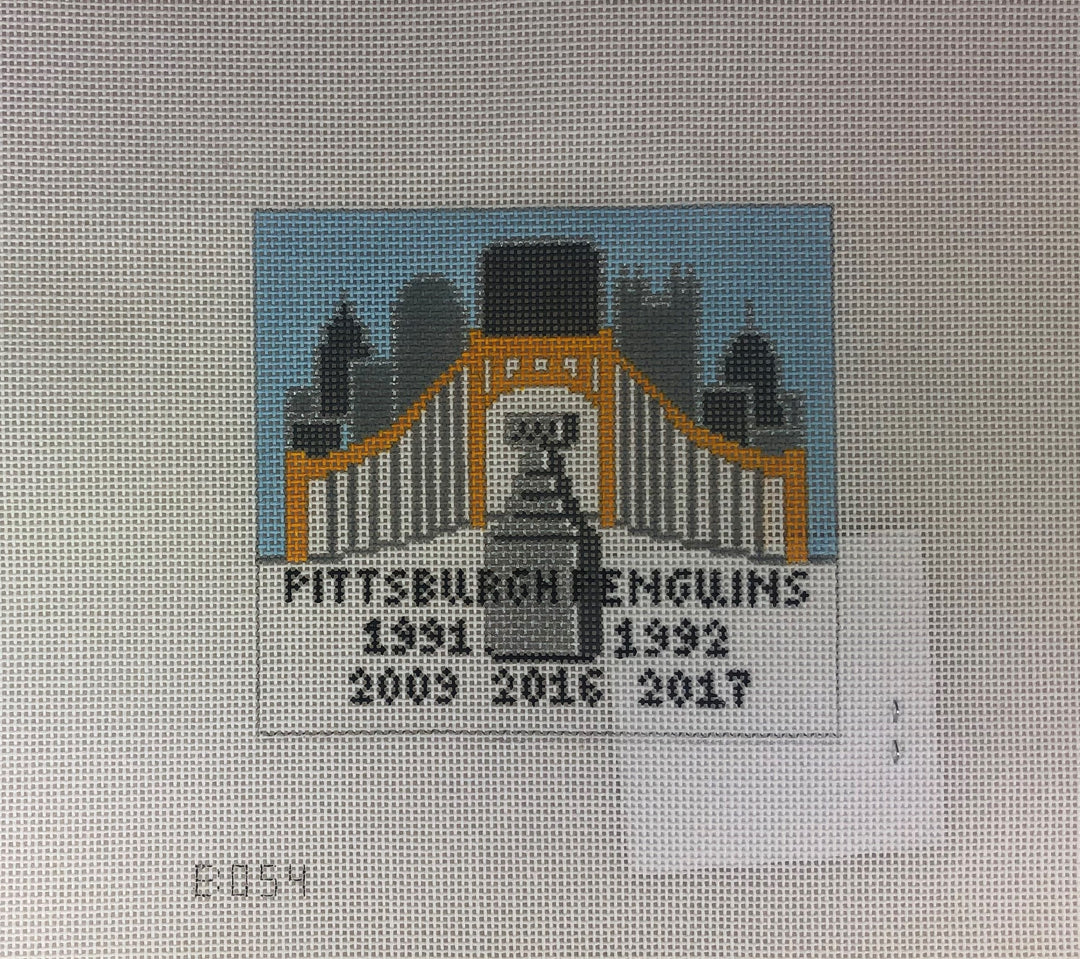 PITTSBURGH PENGUINS
1991 1992
2009 2016 2017
B054